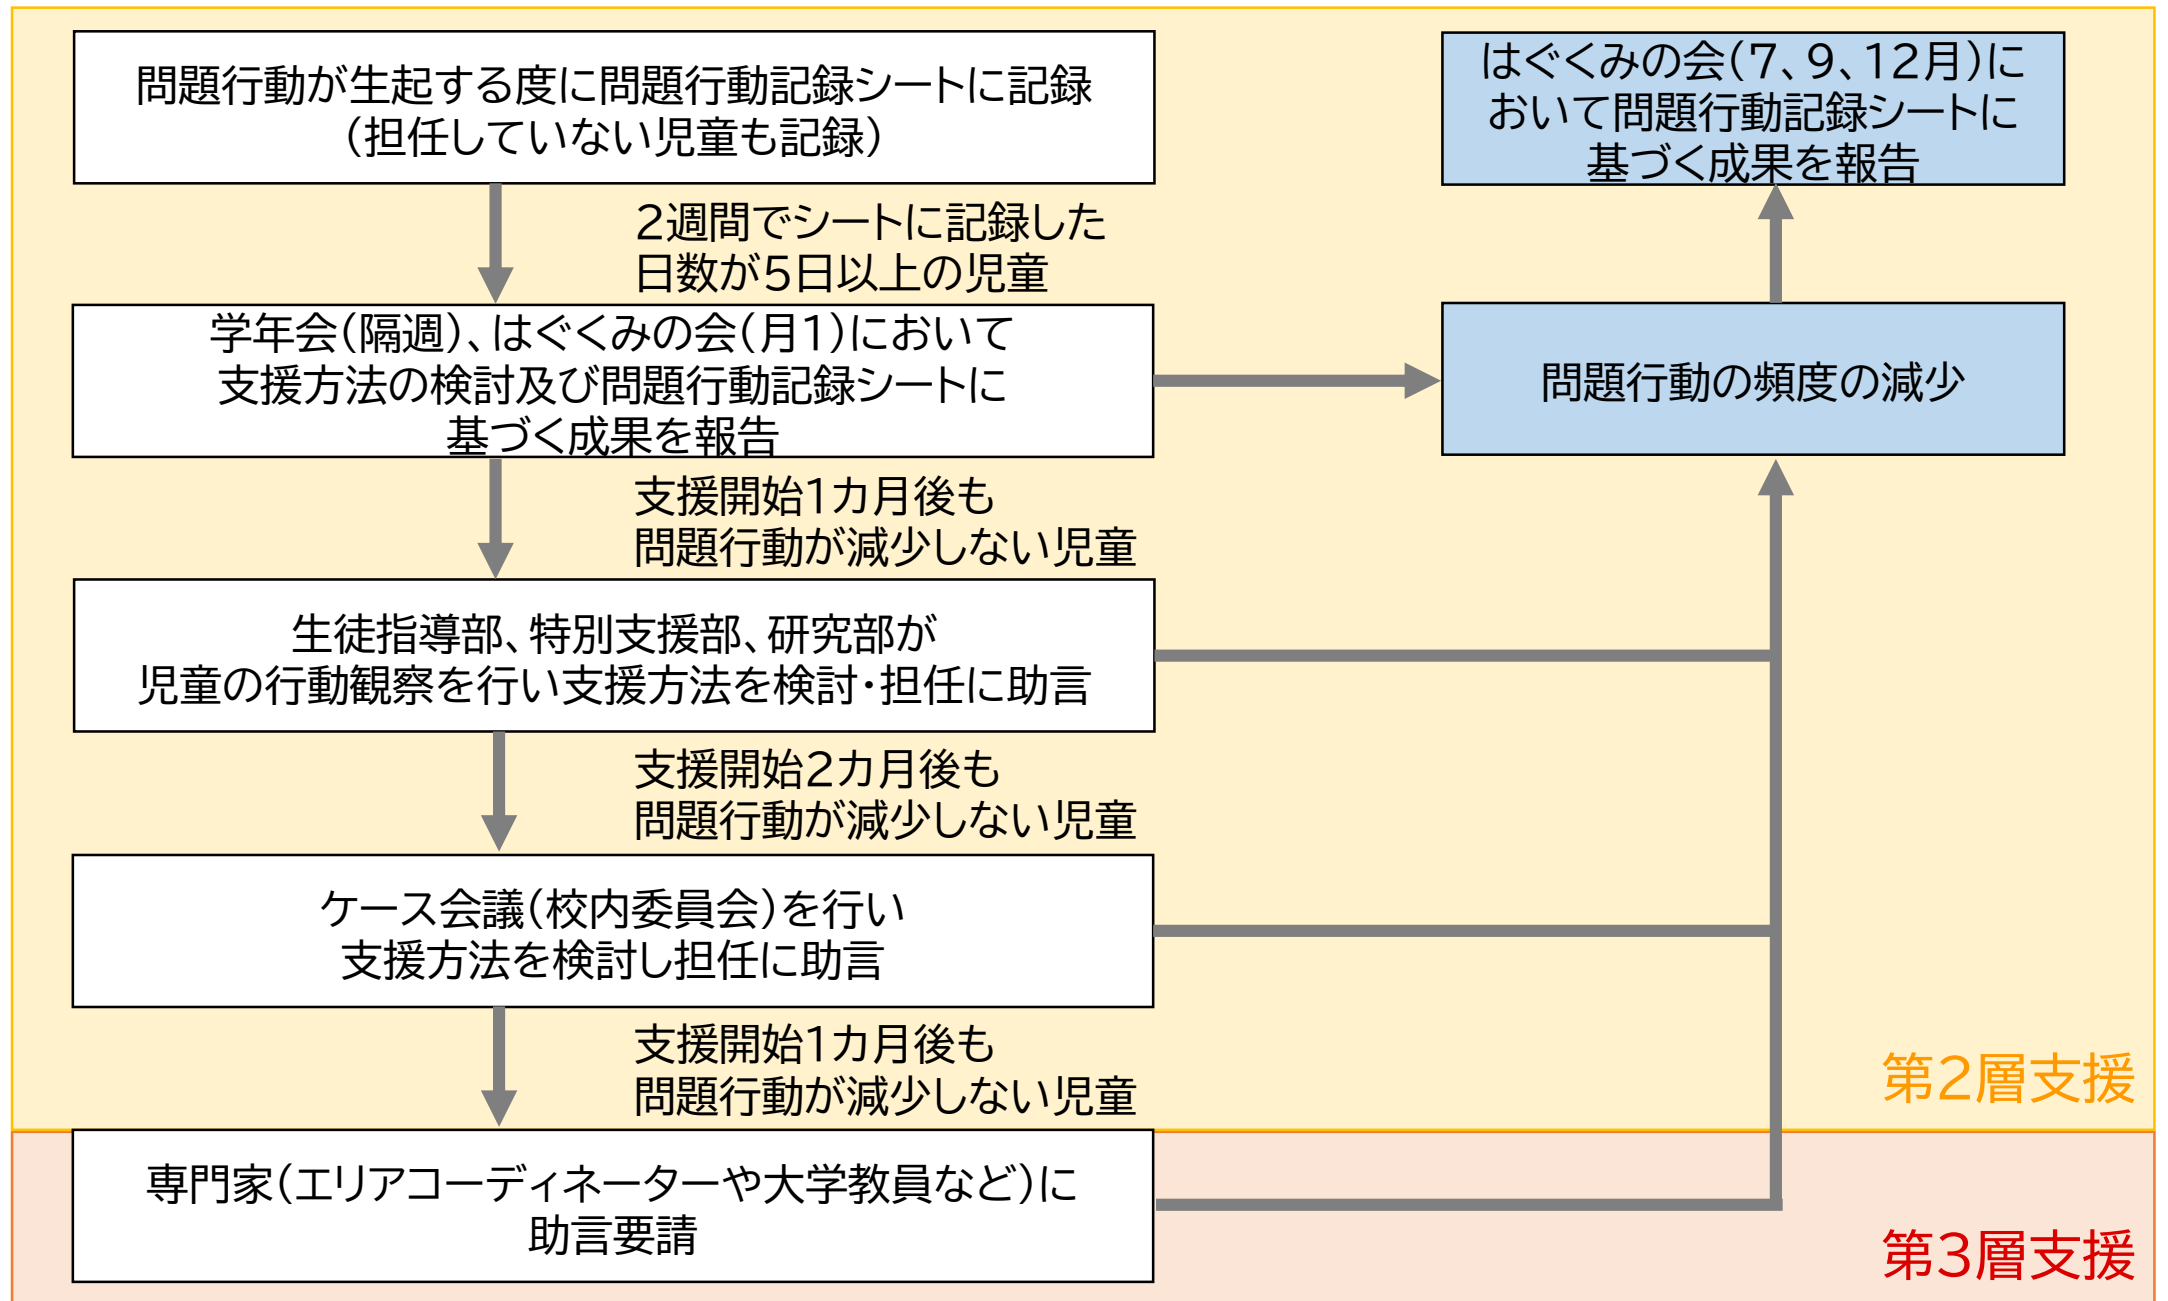 問題行動が生起する度に問題行動記録シートに記録
(担任していない児童も記録)
2週間でシートに記録した
日数が5日以上の児童
学年会(隔週)、はぐくみの会(月1)において
支援方法の検討及び問題行動記録シートに
基づく成果を報告
支援開始1カ月後も
問題行動が減少しない児童
生徒指導部、特別支援部、研究部が
児童の行動観察を行い支援方法を検討・担任に助言
支援開始2カ月後も
問題行動が減少しない児童
ケース会議(校内委員会)を行い
支援方法を検討し担任に助言
支援開始1カ月後も
問題行動が減少しない児童
専門家(エリアコーディネーターや大学教員など)に
助言要請
はぐくみの会(7、9、12月)に
おいて問題行動記録シートに
基づく成果を報告
問題行動の頻度の減少
第2層支援
第3層支援